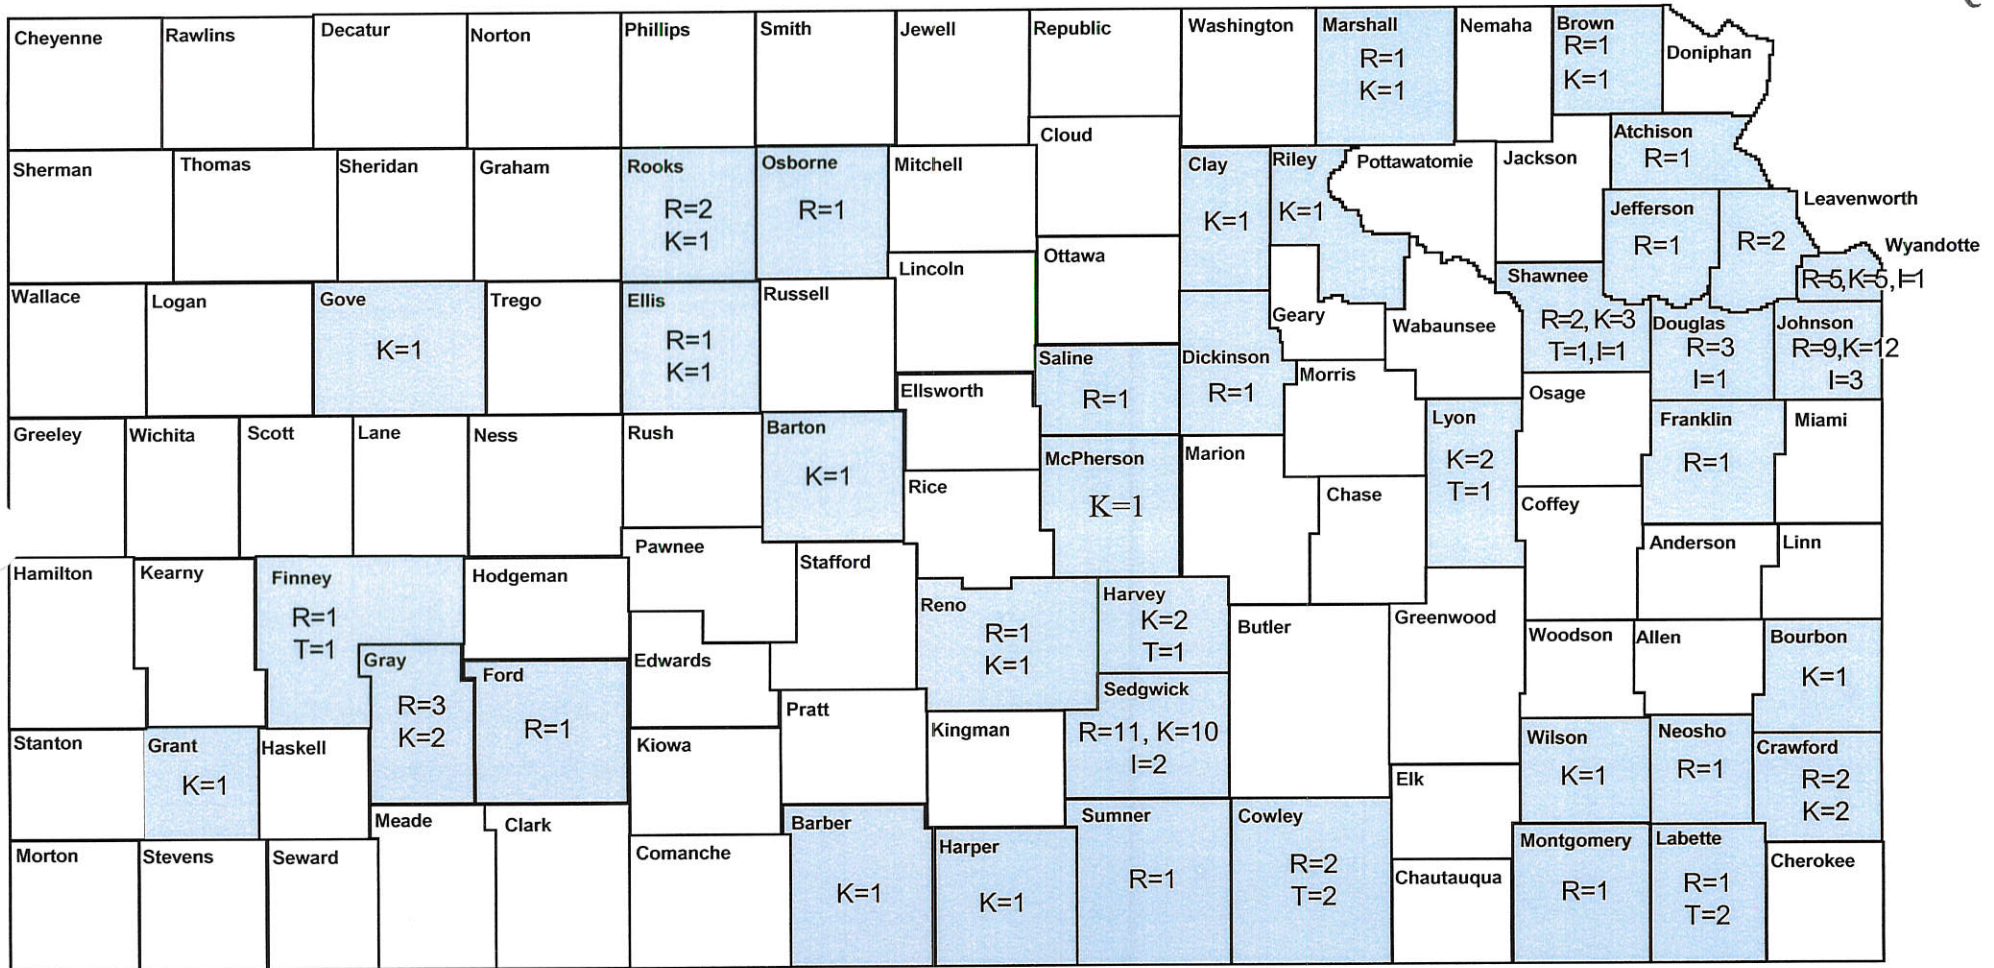 Cheyenne
Rawlins
Decatur
Norton
Phillips
Smith
Jewell
Republic
Washington
Marshall
R=1
K=1
Nemaha
Brown
R=1
K=1
Doniphan
Cloud
Atchison
R=1
Sherman
Thomas
Sheridan
Graham
Rooks
R=2
K=1
Osborne
R=1
Mitchell
Clay
K=1
Riley
K=1
Pottawatomie
Jackson
Jefferson
R=1
Leavenworth
R=2
Wyandotte
R=5, K=5, I=1
Wallace
Logan
Gove
K=1
Trego
Ellis
R=1
K=1
Russell
Lincoln
Ottawa
Saline
R=1
Dickinson
R=1
Geary
Wabaunsee
Shawnee
R=2, K=3
T=1, I=1
Douglas
R=3
I=1
Johnson
R=9,K=12
I=3
Ellsworth
Morris
Osage
Greeley
Wichita
Scott
Lane
Ness
Rush
Barton
K=1
McPherson
K=1
Marion
Lyon
K=2
T=1
Franklin
R=1
Miami
Rice
Chase
Coffey
Pawnee
Stafford
Anderson
Linn
Hamilton
Kearny
Finney
R=1
T=1
Hodgeman
Reno
R=1
K=1
Harvey
K=2
T=1
Butler
Greenwood
Woodson
Allen
Bourbon
K=1
Gray
R=3
K=2
Ford
R=1
Edwards
Sedgwick
R=11, K=10
I=2
Pratt
Kingman
Stanton
Grant
K=1
Haskell
Kiowa
Wilson
K=1
Neosho
R=1
Crawford
R=2
K=2
Elk
Meade
Clark
Barber
K=1
Sumner
R=1
Cowley
R=2
T=2
Morton
Stevens
Seward
Comanche
Harper
K=1
Chautauqua
Montgomery
R=1
Labette
R=1
T=2
Cherokee